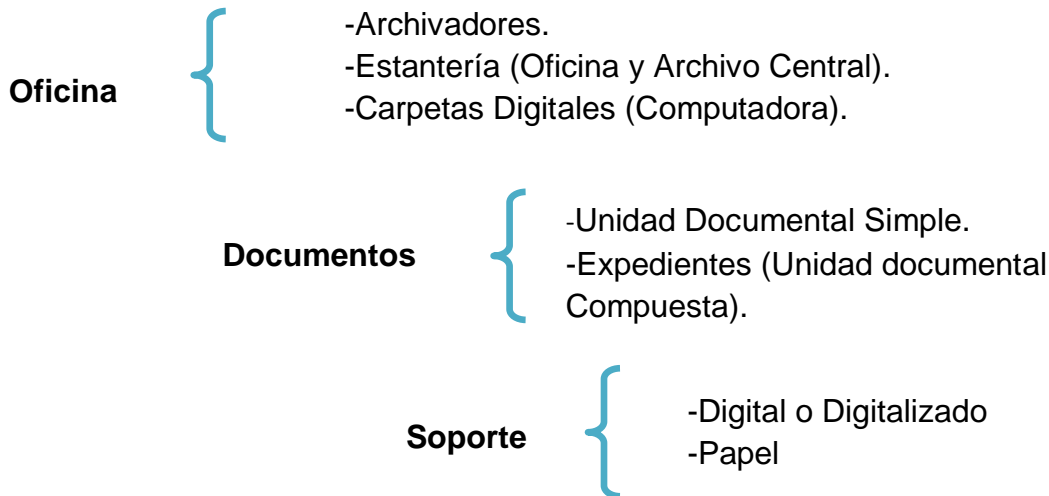 Oficina
-Archivadores.
-Estantería (Oficina y Archivo Central).
-Carpetas Digitales (Computadora).
Documentos
-Unidad Documental Simple.
-Expedientes (Unidad documental
Compuesta).
Soporte
-Digital o Digitalizado
-Papel